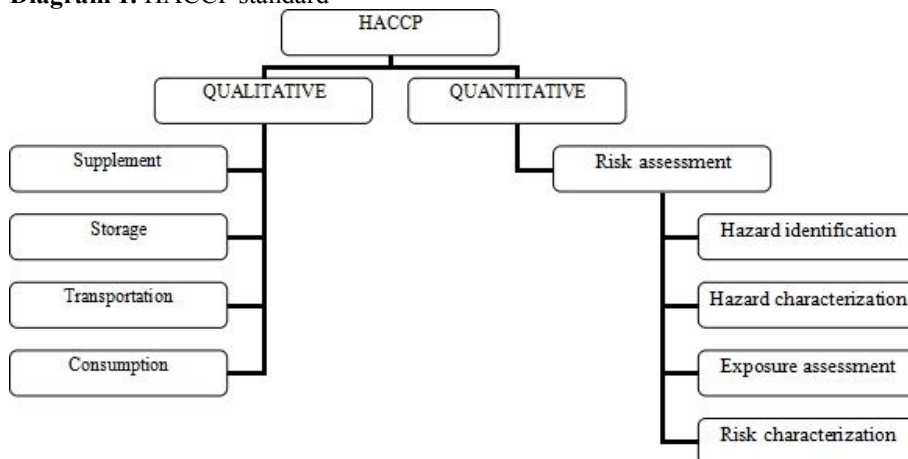 Diagram 1. HACCP standard
HACCP
QUALITATIVE
QUANTITATIVE
Supplement
Storage
Transportation
Consumption
Risk assessment
Hazard identification
Hazard characterization
Exposure assessment
Risk characterization